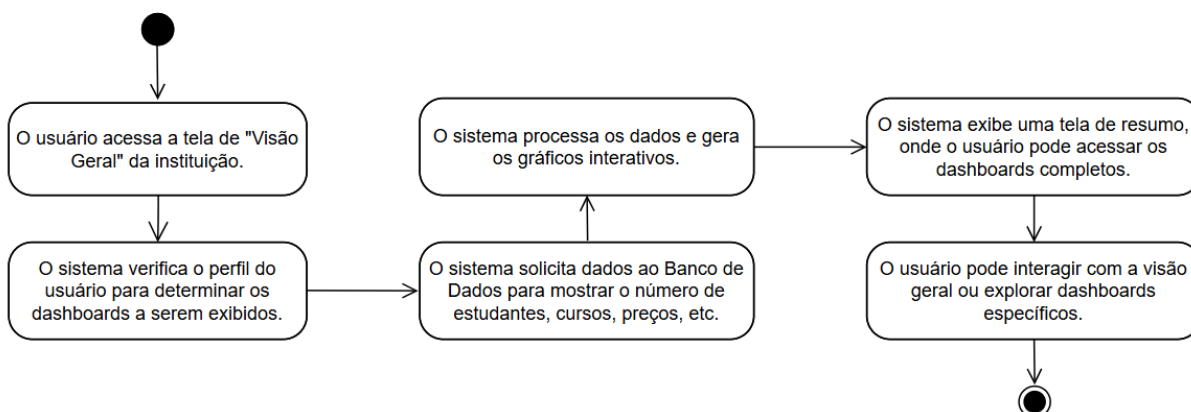 O usuário acessa a tela de "Visão
Geral" da instituição.
O sistema verifica o perfil do
usuário para determinar os
dashboards a serem exibidos.
O sistema solicita dados ao Banco de
Dados para mostrar o número de
estudantes, cursos, preços, etc.
O sistema processa os dados e gera
os gráficos interativos.
O sistema exibe uma tela de resumo,
onde o usuário pode acessar os
dashboards completos.
O usuário pode interagir com a visão
geral ou explorar dashboards
específicos.